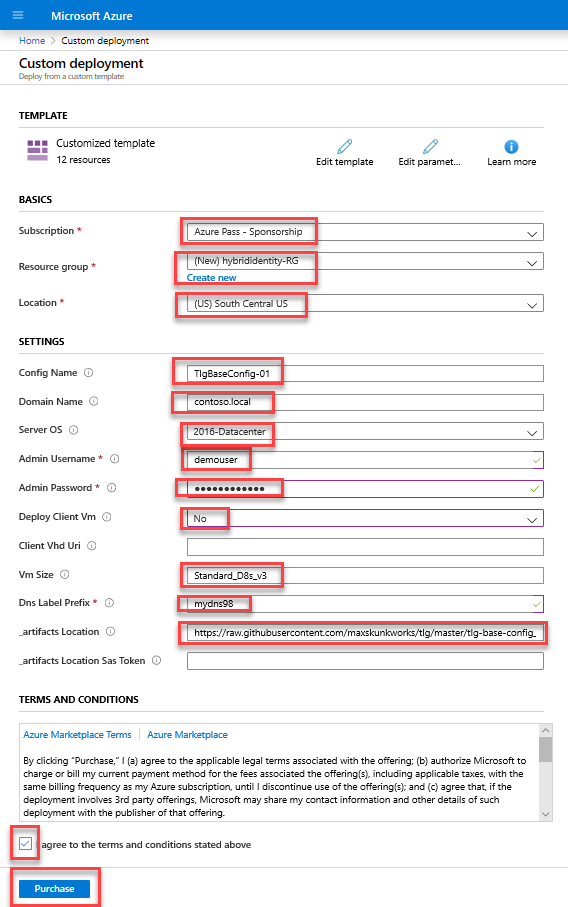 Microsoft Azure
Home > Custom deployment
Custom deployment
Deploy from a custom template
TEMPLATE
Customized template
12 resources
Edit template
Edit paramet...
Learn more
BASICS
Subscription *
Azure Pass - Sponsorship
Resource group *
(New) hybrididentity-RG
Create new
Location *
(US) South Central US
SETTINGS
Config Name
TlgBaseConfig-01
Domain Name
contoso.local
Server OS
2016-Datacenter
Admin Username *
demouser
Admin Password *
••••••••••••
Deploy Client Vm
No
Client Vhd Uri
Vm Size
Standard_D8s_v3
Dns Label Prefix *
mydns98
_artifacts Location
https://raw.githubusercontent.com/maxskunkworks/tlg/master/tlg-base-config_
_artifacts Location Sas Token
TERMS AND CONDITIONS
Azure Marketplace Terms | Azure Marketplace
By clicking “Purchase,” I (a) agree to the applicable legal terms associated with the offering; (b) authorize Microsoft to
charge or bill my current payment method for the fees associated the offering(s), including applicable taxes, with the
same billing frequency as my Azure subscription, until I discontinue use of the offering(s); and (c) agree that, if the
deployment involves 3rd party offerings, Microsoft may share my contact information and other details of such
deployment with the publisher of that offering.
I agree to the terms and conditions stated above
Purchase